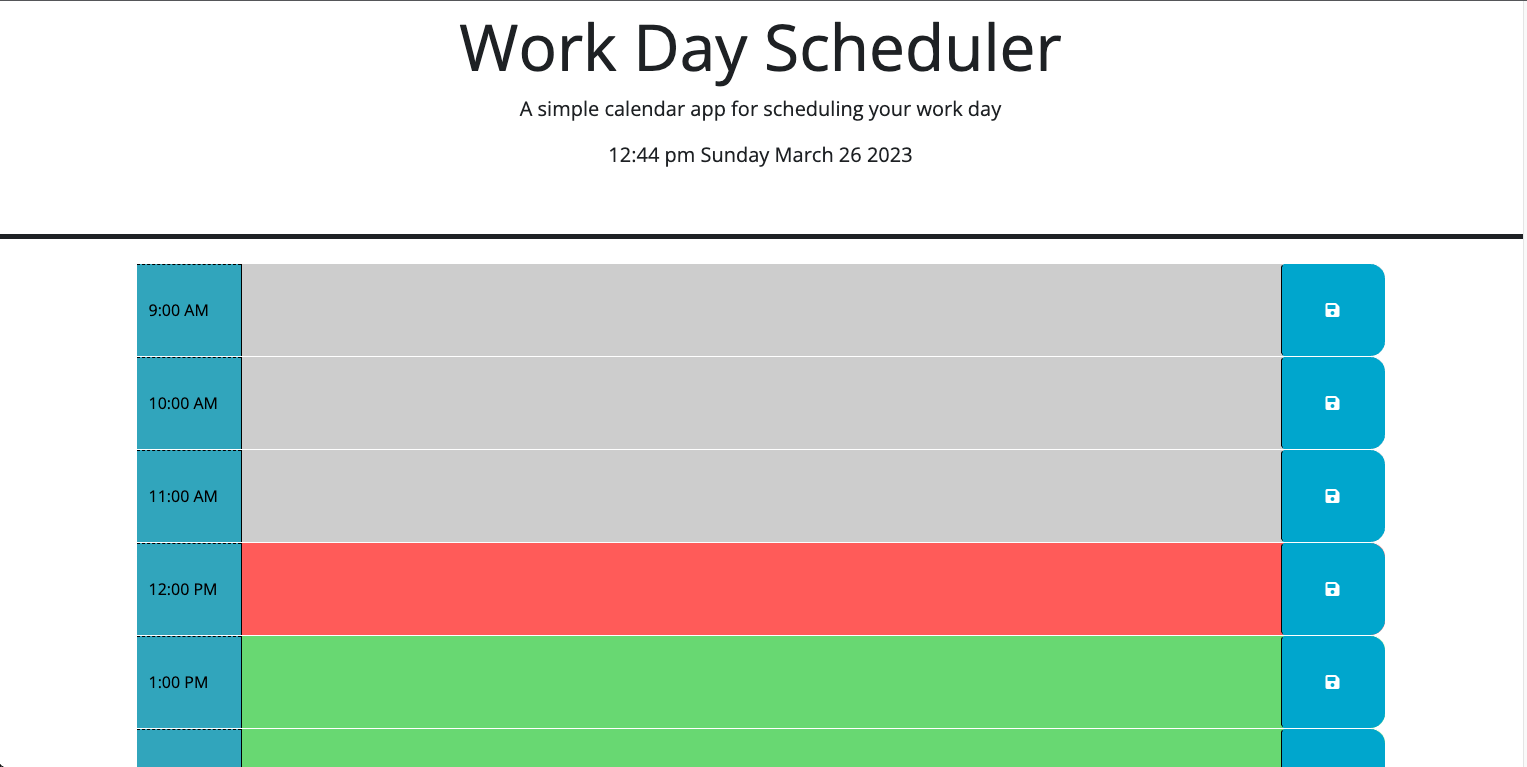 Work Day Scheduler
A simple calendar app for scheduling your work day
12:44 pm Sunday March 26 2023
9:00 AM
10:00 AM
11:00 AM
12:00 PM
1:00 PM